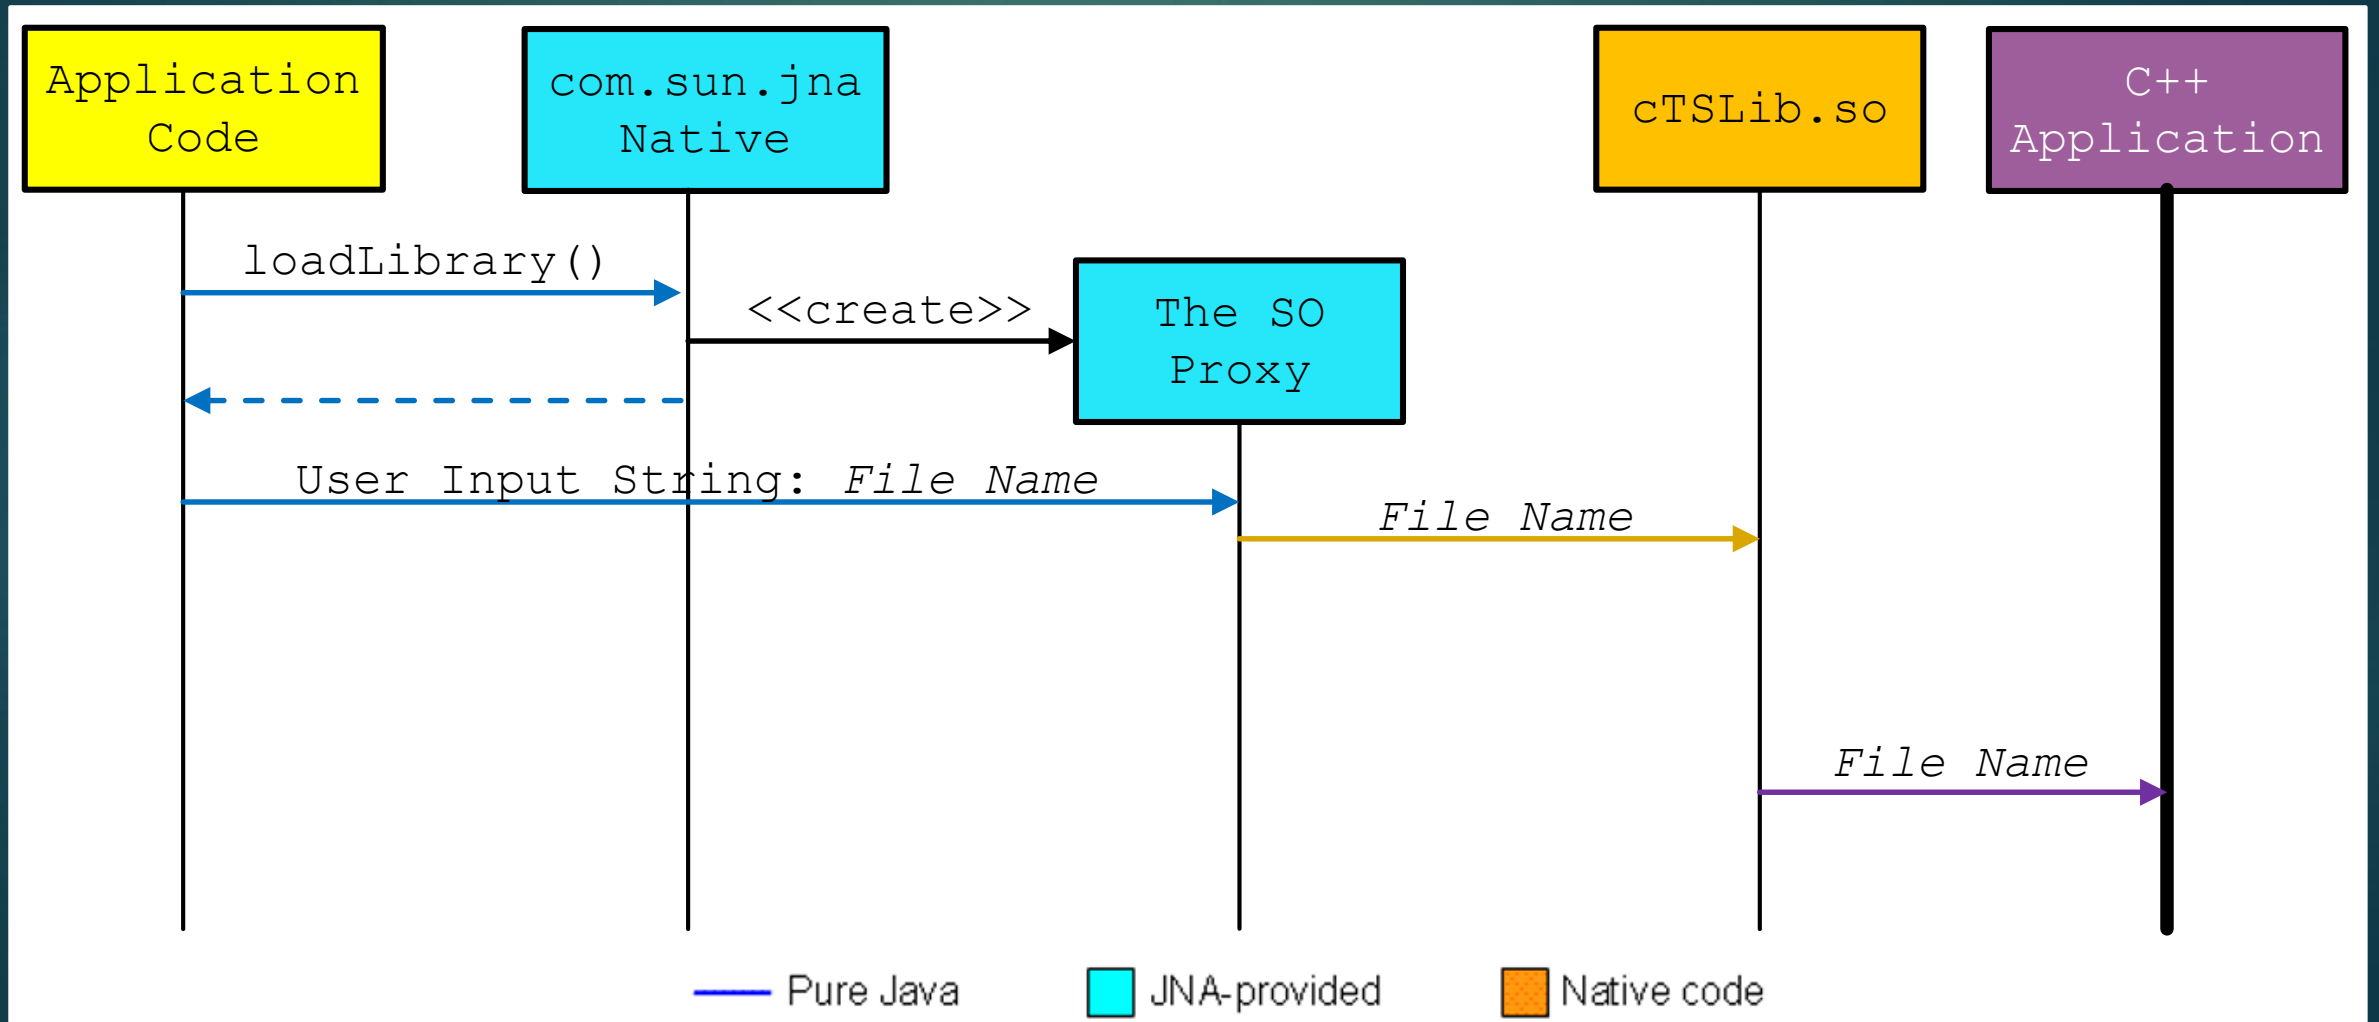 Application
Code
com.sun.jna
Native
cTSLib.so
C++
Application
loadLibrary()
<<create>>
The SO
Proxy
User Input String: File Name
File Name
File Name
Pure Java
JNA-provided
Native code